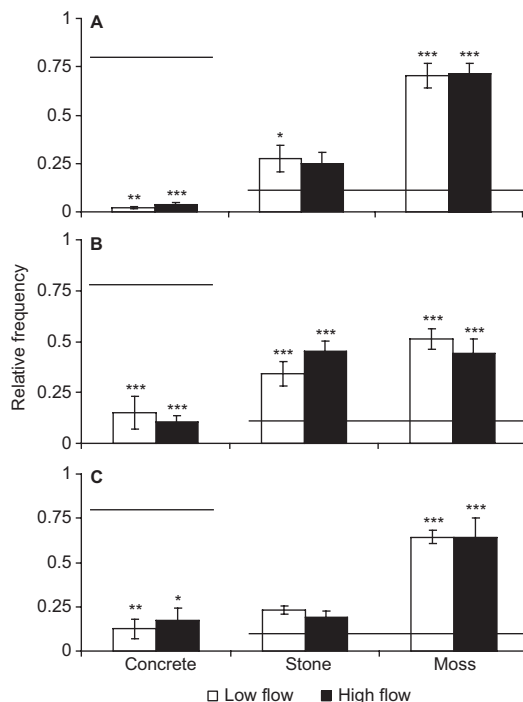 A
1
0.75
0.5
0.25
0
** *** * *** ***
B
1
0.75
0.5
0.25
0
*** *** *** *** *** ***
C
1
0.75
0.5
0.25
0
** * *** ***
Relative frequency
Concrete Stone Moss
Low flow High flow